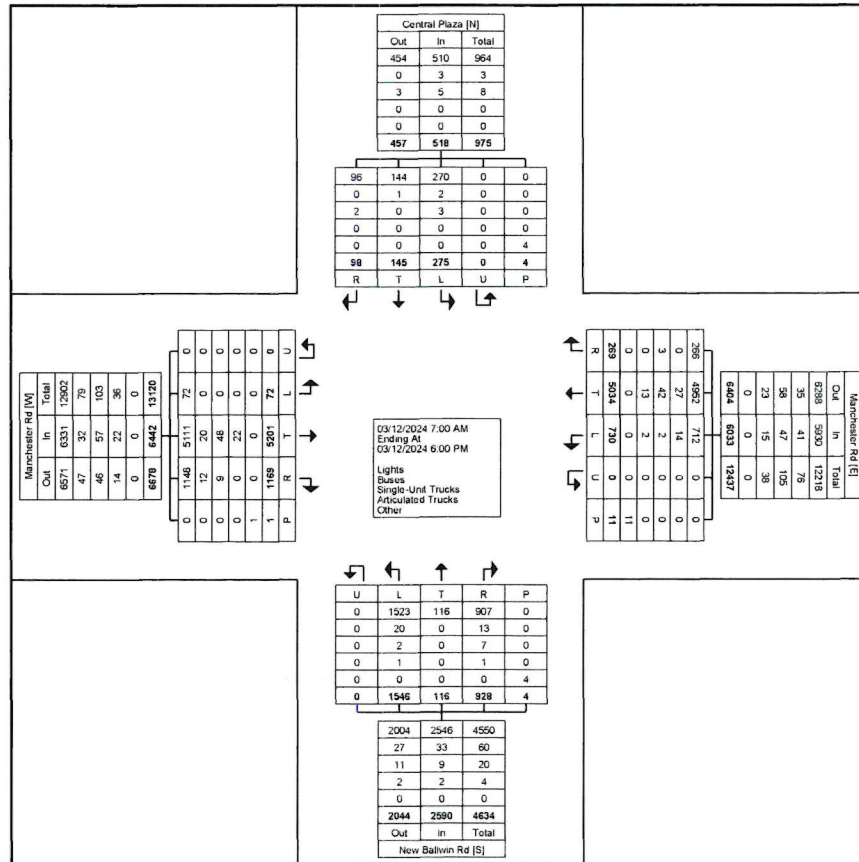 Central Plaza [N]
Out In Total
454 510 964
0 3 3
3 5 8
0 0 0
0 0 0
457 518 975
96 144 270 0 0
0 1 2 0 0
2 0 3 0 0
0 0 0 0 0
0 0 0 0 4
98 145 275 0 4
R T L U P
Manchester Rd [W]
Out In Total
6571 6331 12902
47 32 79
46 57 103
14 22 36
0 0 0
6678 6442 13120
0 1148 5111 72 0
0 12 20 0 0
0 9 48 0 0
0 0 22 0 0
1 0 0 0 0
1 1169 5201 72 0
P R T L U
03/12/2024 7:00 AM
Ending At
03/12/2024 6:00 PM
Lights
Buses
Single-Unit Trucks
Articulated Trucks
Other
Manchester Rd [E]
Out In Total
6288 5930 12218
35 41 76
58 47 105
23 15 38
0 0 0
6404 6033 12437
266 4952 712 0 0
0 27 14 0 0
3 42 2 0 0
0 13 2 0 0
0 0 0 0 11
269 5034 730 0 11
R T L U P
U L T R P
0 1523 116 907 0
0 20 0 13 0
0 2 0 7 0
0 1 0 1 0
0 0 0 0 4
0 1546 116 928 4
2004 2546 4550
27 33 60
11 9 20
2 2 4
0 0 0
2044 2590 4634
Out In Total
New Ballwin Rd [S]